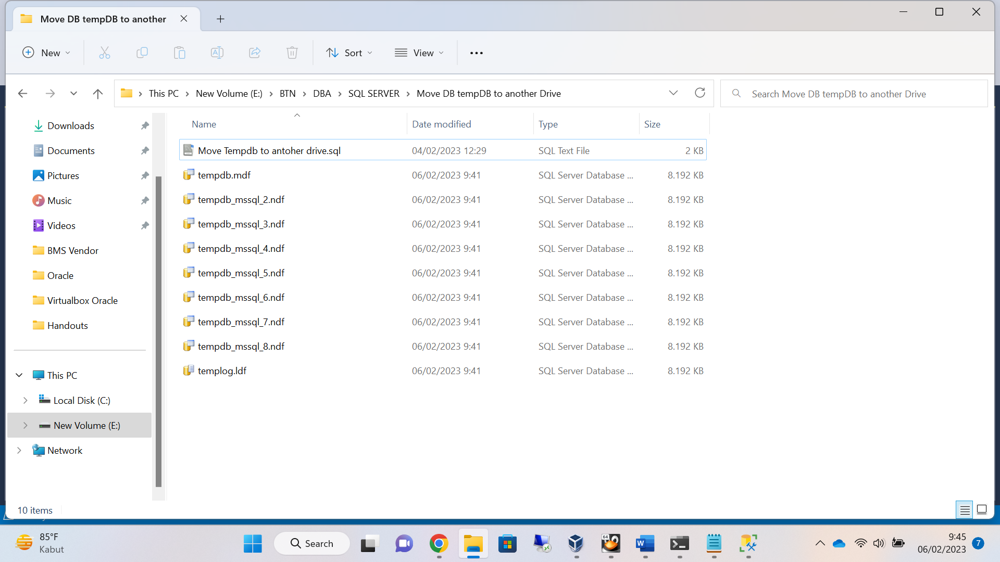 Move DB tempDB to another
New
Sort
View
This PC
New Volume (E:)
BTN
DBA
SQL SERVER
Move DB tempDB to another Drive
Search Move DB tempDB to another Drive
Name Date modified Type Size
Move Tempdb to antoher drive.sql 04/02/2023 12:29 SQL Text File 2 KB
tempdb.mdf 06/02/2023 9:41 SQL Server Database ... 8.192 KB
tempdb_mssql_2.ndf 06/02/2023 9:41 SQL Server Database ... 8.192 KB
tempdb_mssql_3.ndf 06/02/2023 9:41 SQL Server Database ... 8.192 KB
tempdb_mssql_4.ndf 06/02/2023 9:41 SQL Server Database ... 8.192 KB
tempdb_mssql_5.ndf 06/02/2023 9:41 SQL Server Database ... 8.192 KB
tempdb_mssql_6.ndf 06/02/2023 9:41 SQL Server Database ... 8.192 KB
tempdb_mssql_7.ndf 06/02/2023 9:41 SQL Server Database ... 8.192 KB
tempdb_mssql_8.ndf 06/02/2023 9:41 SQL Server Database ... 8.192 KB
templog.ldf 06/02/2023 9:41 SQL Server Database ... 8.192 KB
Downloads
Documents
Pictures
Music
Videos
BMS Vendor
Oracle
Virtualbox Oracle
Handouts
This PC
Local Disk (C:)
New Volume (E:)
Network
10 items
85°F
Kabut
Search
64
W
9:45
06/02/2023
7